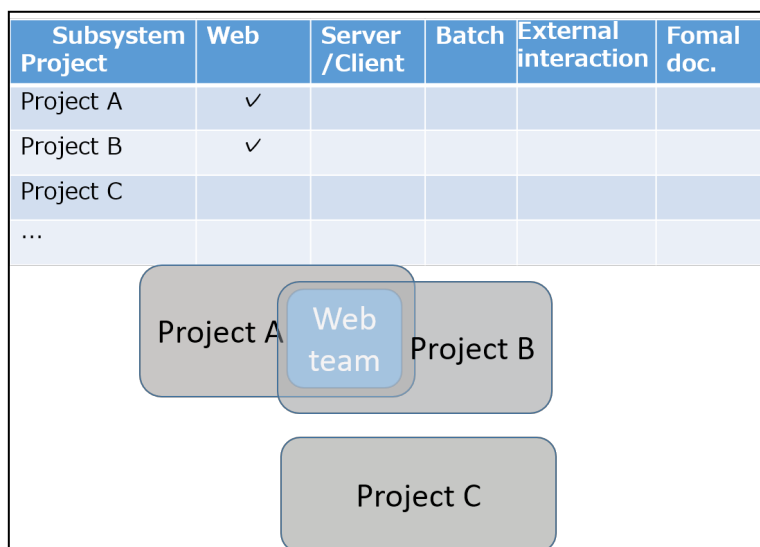 Subsystem Web Server Batch External Fomal
Project /Client interaction doc.
Project A ✓
Project B ✓
Project C
...
Project A
Web
team
Project B
Project C